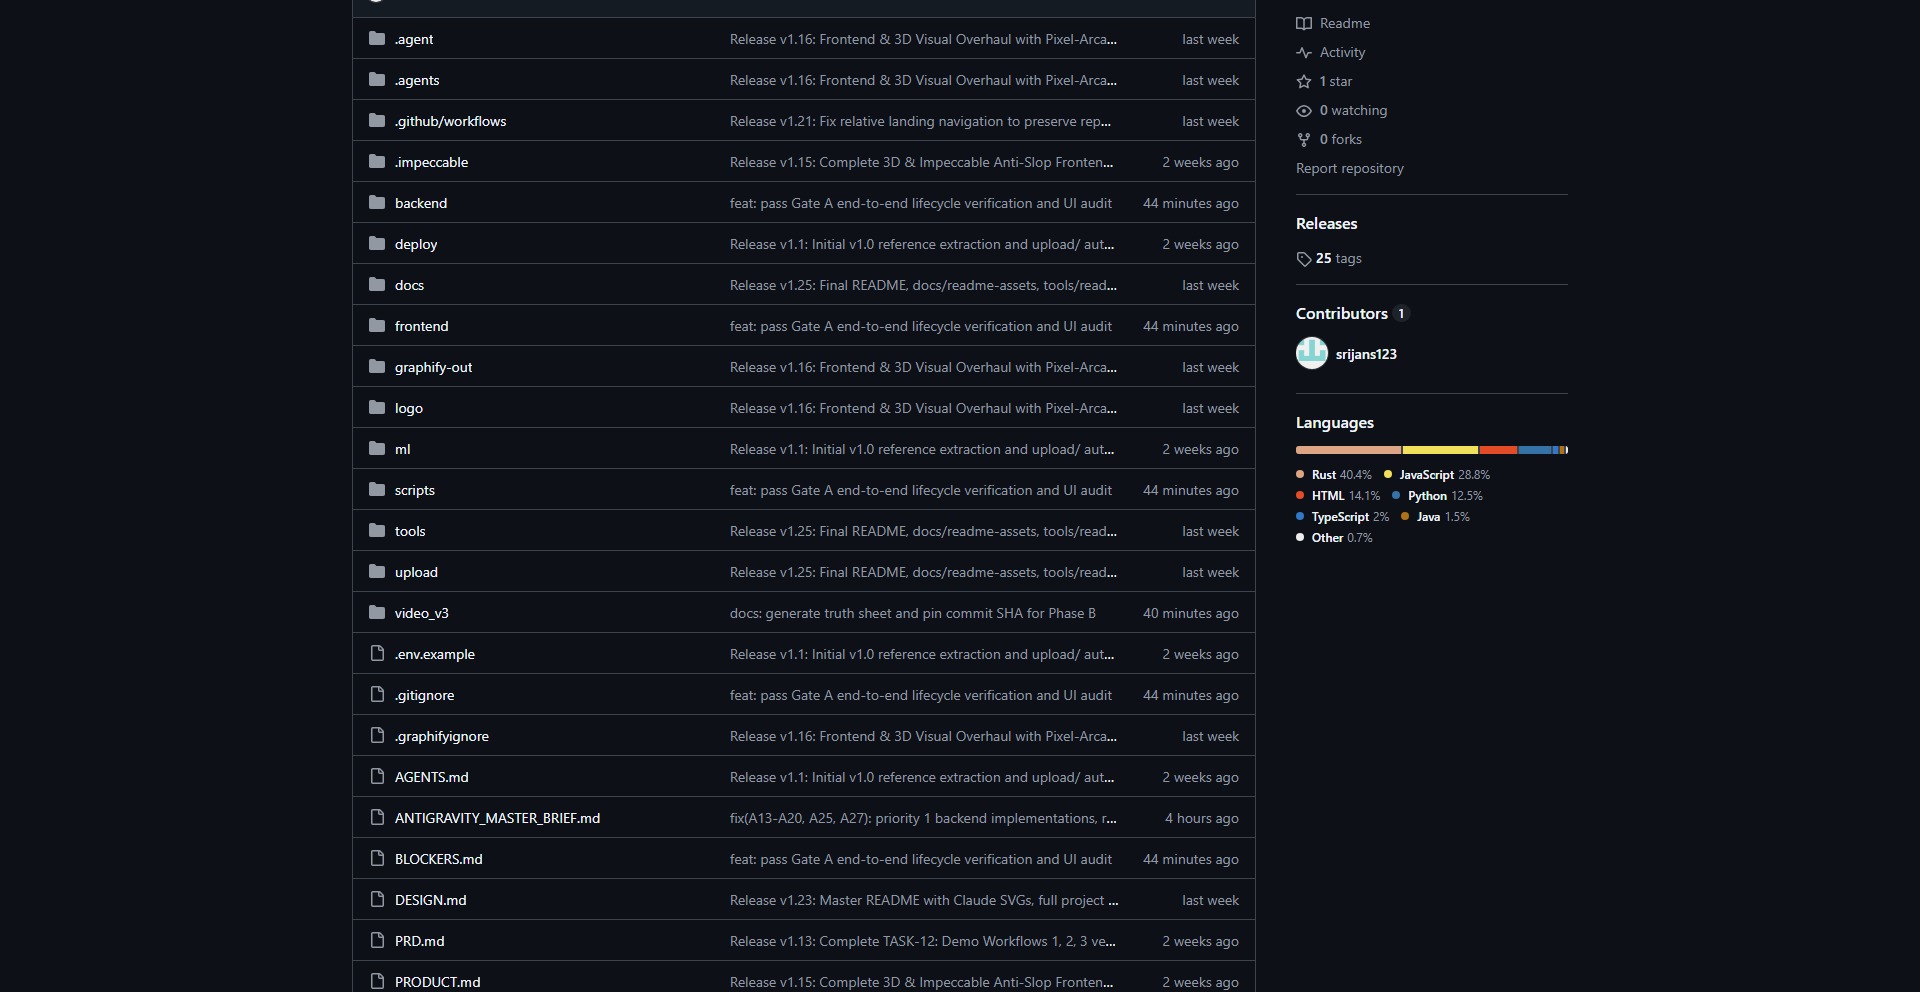 .agent Release v1.16: Frontend & 3D Visual Overhaul with Pixel-Arca... last week
.agents Release v1.16: Frontend & 3D Visual Overhaul with Pixel-Arca... last week
.github/workflows Release v1.21: Fix relative landing navigation to preserve rep... last week
.impeccable Release v1.15: Complete 3D & Impeccable Anti-Slop Fronten... 2 weeks ago
backend feat: pass Gate A end-to-end lifecycle verification and UI audit 44 minutes ago
deploy Release v1.1: Initial v1.0 reference extraction and upload/ aut... 2 weeks ago
docs Release v1.25: Final README, docs/readme-assets, tools/read... last week
frontend feat: pass Gate A end-to-end lifecycle verification and UI audit 44 minutes ago
graphify-out Release v1.16: Frontend & 3D Visual Overhaul with Pixel-Arca... last week
logo Release v1.16: Frontend & 3D Visual Overhaul with Pixel-Arca... last week
ml Release v1.1: Initial v1.0 reference extraction and upload/ aut... 2 weeks ago
scripts feat: pass Gate A end-to-end lifecycle verification and UI audit 44 minutes ago
tools Release v1.25: Final README, docs/readme-assets, tools/read... last week
upload Release v1.25: Final README, docs/readme-assets, tools/read... last week
video_v3 docs: generate truth sheet and pin commit SHA for Phase B 40 minutes ago
.env.example Release v1.1: Initial v1.0 reference extraction and upload/ aut... 2 weeks ago
.gitignore feat: pass Gate A end-to-end lifecycle verification and UI audit 44 minutes ago
.graphifyignore Release v1.16: Frontend & 3D Visual Overhaul with Pixel-Arca... last week
AGENTS.md Release v1.1: Initial v1.0 reference extraction and upload/ aut... 2 weeks ago
ANTIGRAVITY_MASTER_BRIEF.md fix(A13-A20, A25, A27): priority 1 backend implementations, r... 4 hours ago
BLOCKERS.md feat: pass Gate A end-to-end lifecycle verification and UI audit 44 minutes ago
DESIGN.md Release v1.23: Master README with Claude SVGs, full project ... last week
PRD.md Release v1.13: Complete TASK-12: Demo Workflows 1, 2, 3 ve... 2 weeks ago
PRODUCT.md Release v1.15: Complete 3D & Impeccable Anti-Slop Fronten... 2 weeks ago
Readme
Activity
1 star
0 watching
0 forks
Report repository
Releases
25 tags
Contributors 1
srijans123
Languages
Rust 40.4% JavaScript 28.8%
HTML 14.1% Python 12.5%
TypeScript 2% Java 1.5%
Other 0.7%